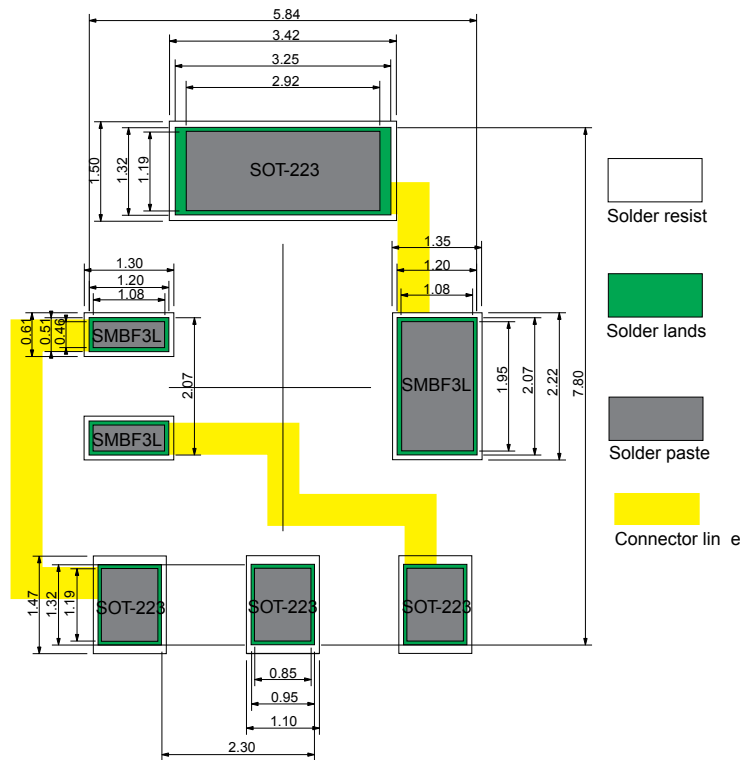 5.84
3.42
3.25
2.92
1.50
1.32
1.19
SOT-223
Solder resist
1.35
1.20
1.08
1.30
1.20
1.08
Solder lands
0.61
0.51
0.46
SMBF3L
2.07
SMBF3L
1.95
2.07
2.22
7.80
SMBF3L
Solder paste
Connector lin e
1.47
1.32
1.19
SOT-223
SOT-223
SOT-223
0.85
0.95
1.10
2.30